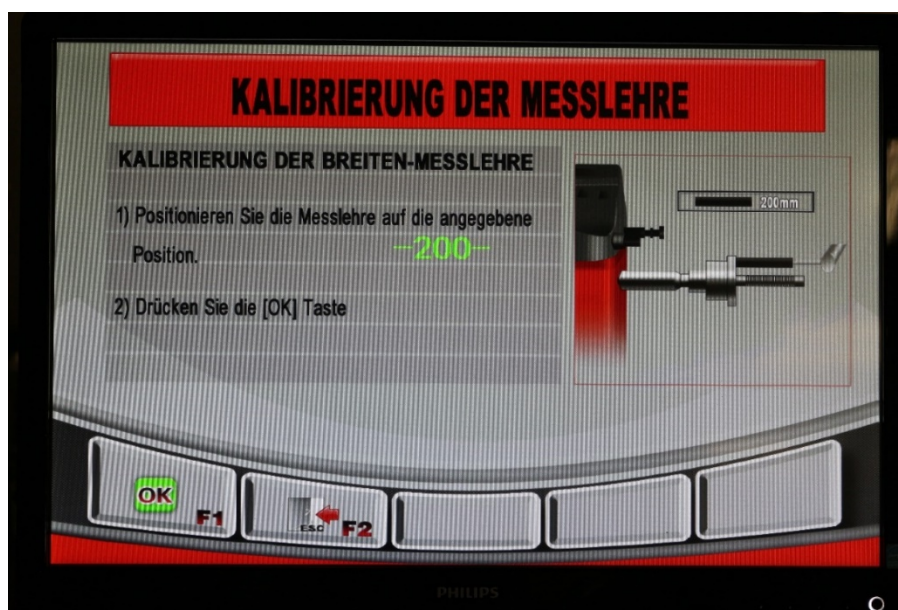 KALIBRIERUNG DER MESSLEHRE
KALIBRIERUNG DER BREITEN-MESSLEHRE
1) Positionieren Sie die Messlehre auf die angegebene
Position.
-200-
2) Drücken Sie die [OK] Taste
200mm
OK
F1
ESC
F2
PHILIPS